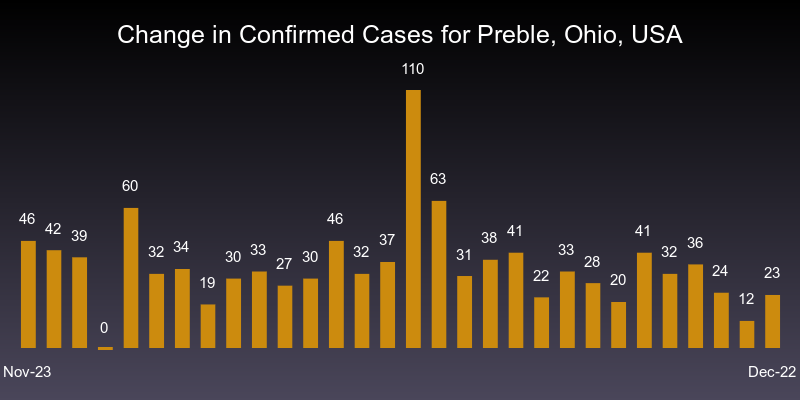 Change in Confirmed Cases for Preble, Ohio, USA
110
63
60
46 42 39 0 32 34 19 30 33 27 30 46 32 37 31 38 41 22 33 28 20 41 32 36 24 12 23
Nov-23 Dec-22